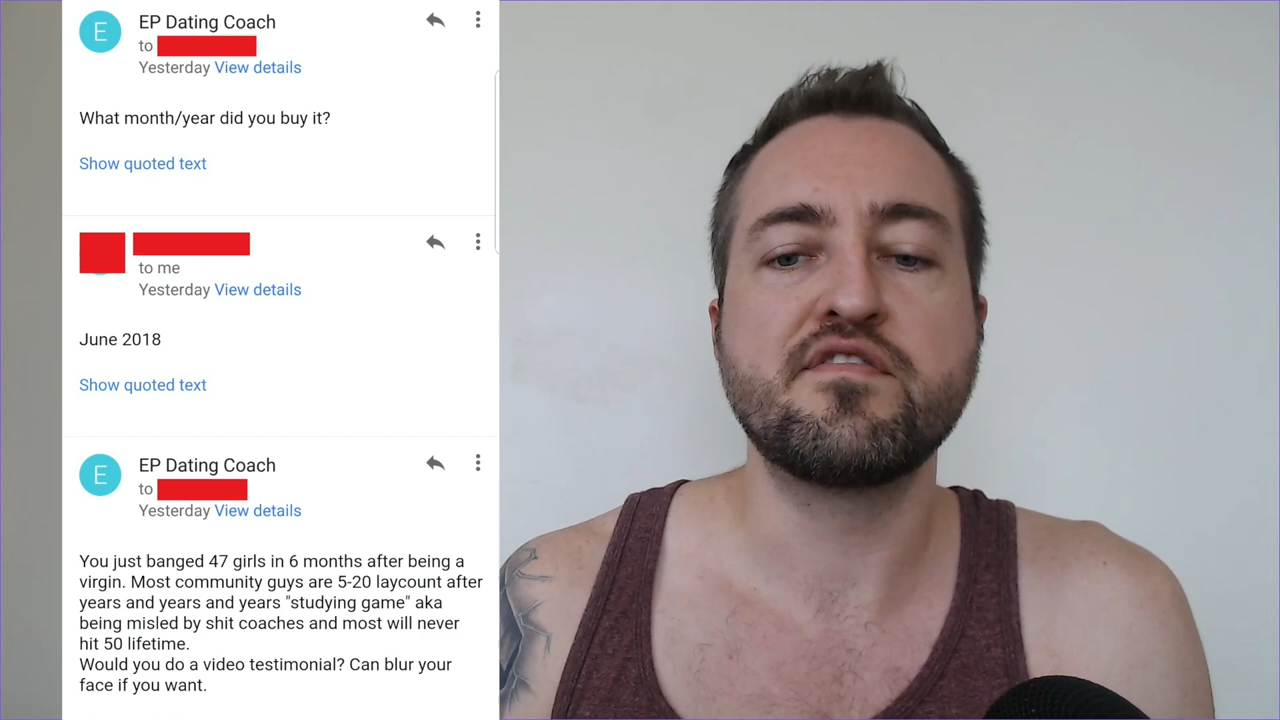 E
EP Dating Coach
to
Yesterday View details
What month/year did you buy it?
Show quoted text
to me
Yesterday View details
June 2018
Show quoted text
E
EP Dating Coach
to
Yesterday View details
You just banged 47 girls in 6 months after being a
virgin. Most community guys are 5-20 laycount after
years and years and years "studying game" aka
being misled by shit coaches and most will never
hit 50 lifetime.
Would you do a video testimonial? Can blur your
face if you want.